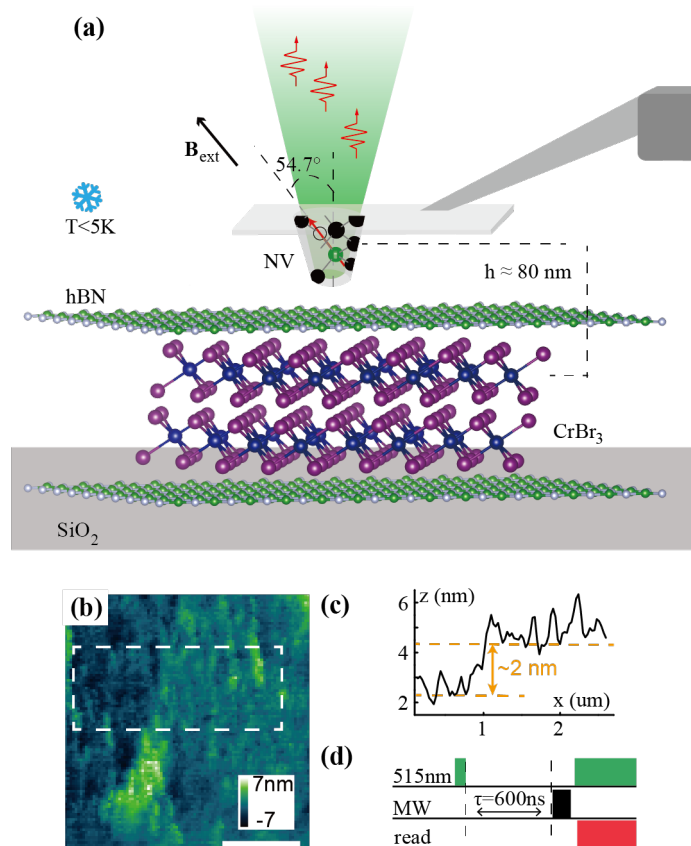 (a)
B_ext
54.7°
T<5K
NV
h ≈ 80 nm
hBN
CrBr₃
SiO₂
(b)
7nm
-7
(c)
z (nm)
6
4
2
~2 nm
x (um)
1
2
(d)
515nm
τ=600ns
MW
read